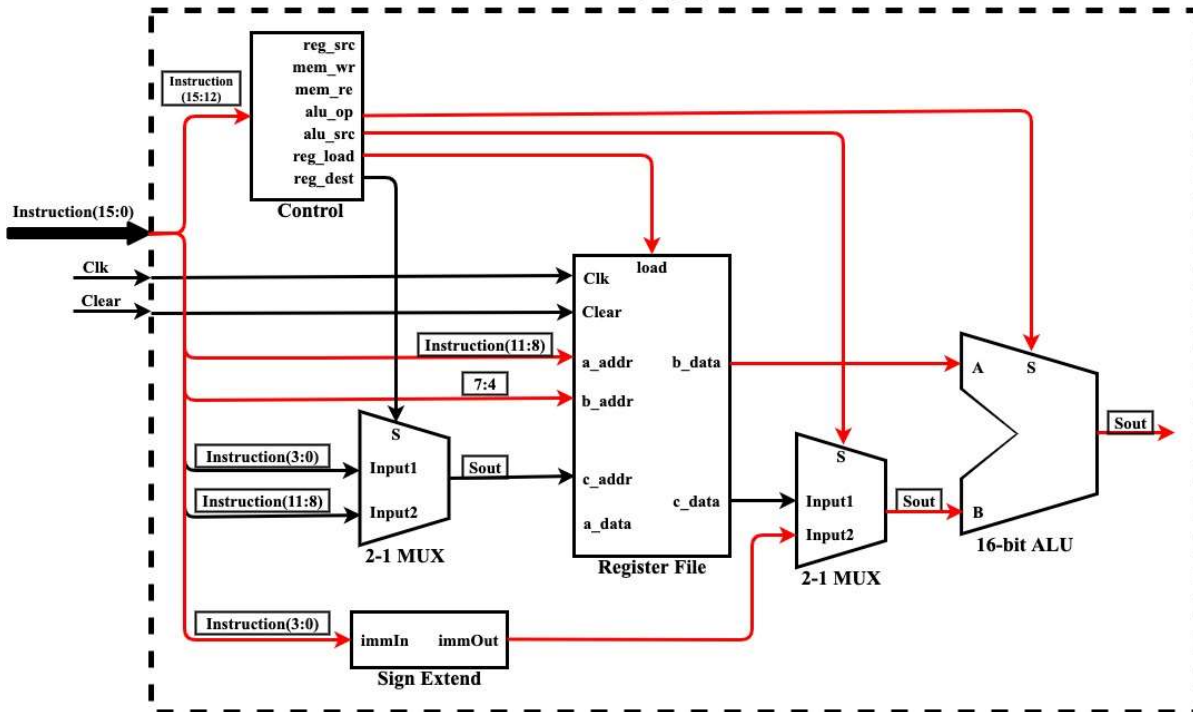 reg_src
mem_wr
mem_re
alu_op
alu_src
reg_load
reg_dest
Control
Instruction
(15:12)
Instruction(15:0)
Clk
Clear
load
Clk
Clear
Instruction(11:8)
a_addr
b_data
7:4
b_addr
A
S
Sout
S
Instruction(3:0)
Input1
Sout
c_addr
Instruction(11:8)
Input2
a_data
c_data
2-1 MUX
Register File
S
Input1
Sout
Input2
B
2-1 MUX
16-bit ALU
Instruction(3:0)
immIn
immOut
Sign Extend